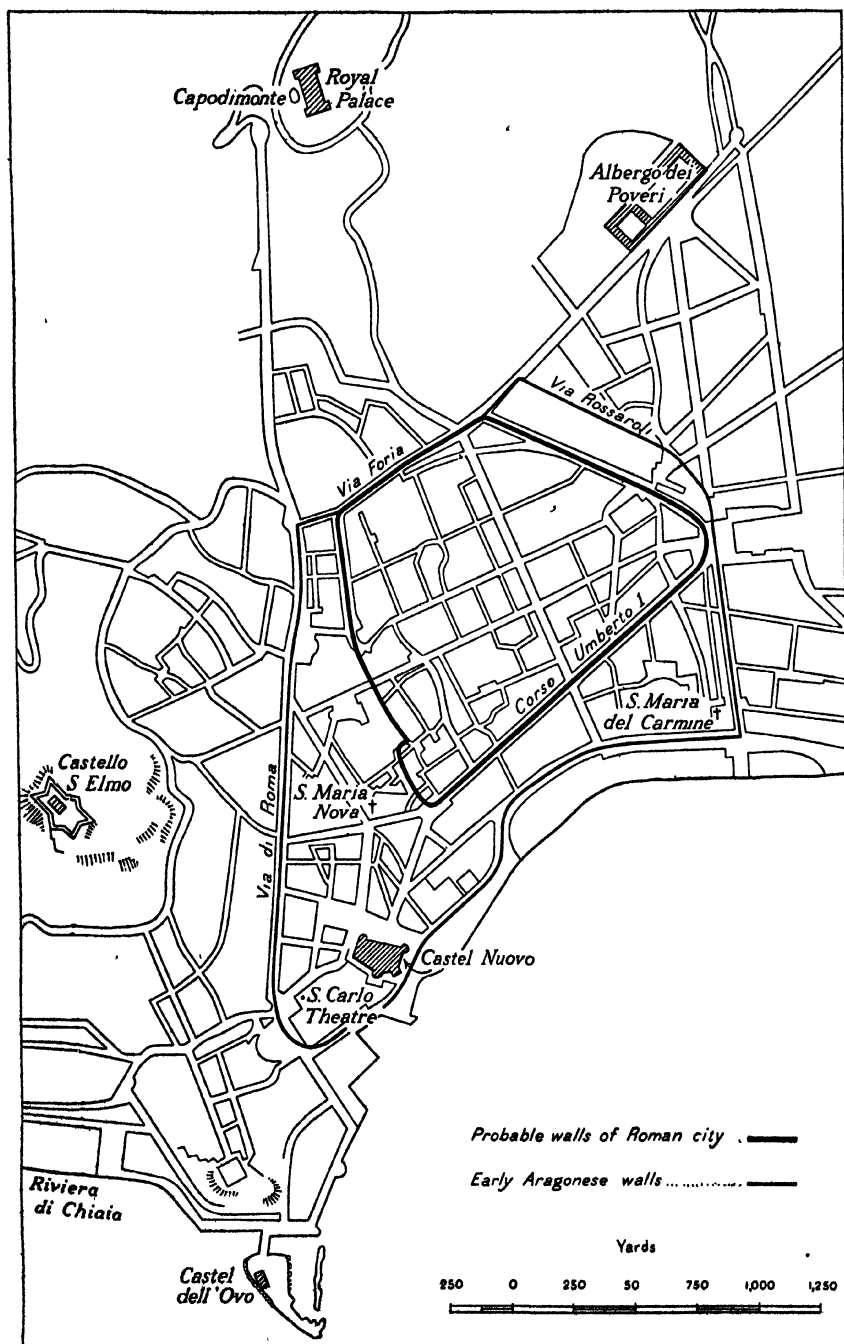 Royal
Capodimonte
Palace
Albergo dei
Poveri
Via Rossaroll
Via Foria
Corso Umberto 1
S. Maria
del Carmine
Castello
S Elmo
Via di Roma
S. Maria
Nova
Castel Nuovo
S. Carlo
Theatre
Probable walls of Roman city
Early Aragonese walls
Riviera
di Chiaia
Castel
dell'Ovo
Yards
250 0 250 50 750 1,000 1,250